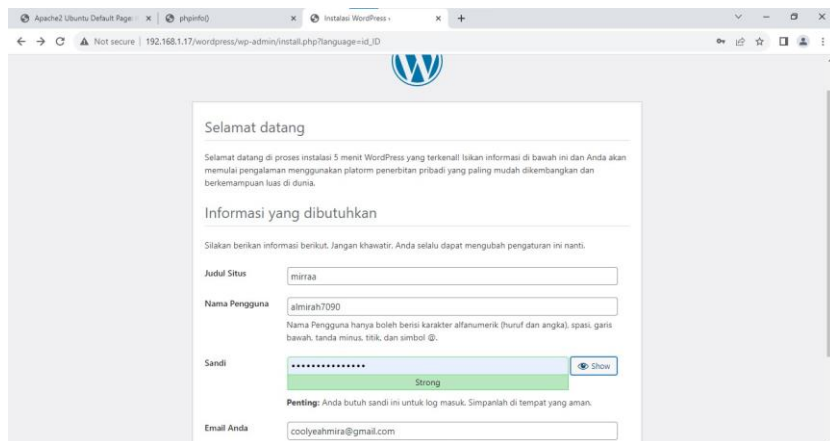 Apache2 Ubuntu Default Page:
phpinfo()
Instalasi WordPress ‹
Not secure | 192.168.1.17/wordpress/wp-admin/install.php?language=id_ID
Selamat datang
Selamat datang di proses instalasi 5 menit WordPress yang terkenal! Isikan informasi di bawah ini dan Anda akan
memulai pengalaman menggunakan platorm penerbitan pribadi yang paling mudah dikembangkan dan
berkemampuan luas di dunia.
Informasi yang dibutuhkan
Silakan berikan informasi berikut. Jangan khawatir. Anda selalu dapat mengubah pengaturan ini nanti.
Judul Situs
mirraa
Nama Pengguna
almirah7090
Nama Pengguna hanya boleh berisi karakter alfanumerik (huruf dan angka), spasi, garis
bawah, tanda minus, titik, dan simbol @.
Sandi
•••••••••••••••
Show
Strong
Penting: Anda butuh sandi ini untuk log masuk. Simpanlah di tempat yang aman.
Email Anda
coolyeahmira@gmail.com